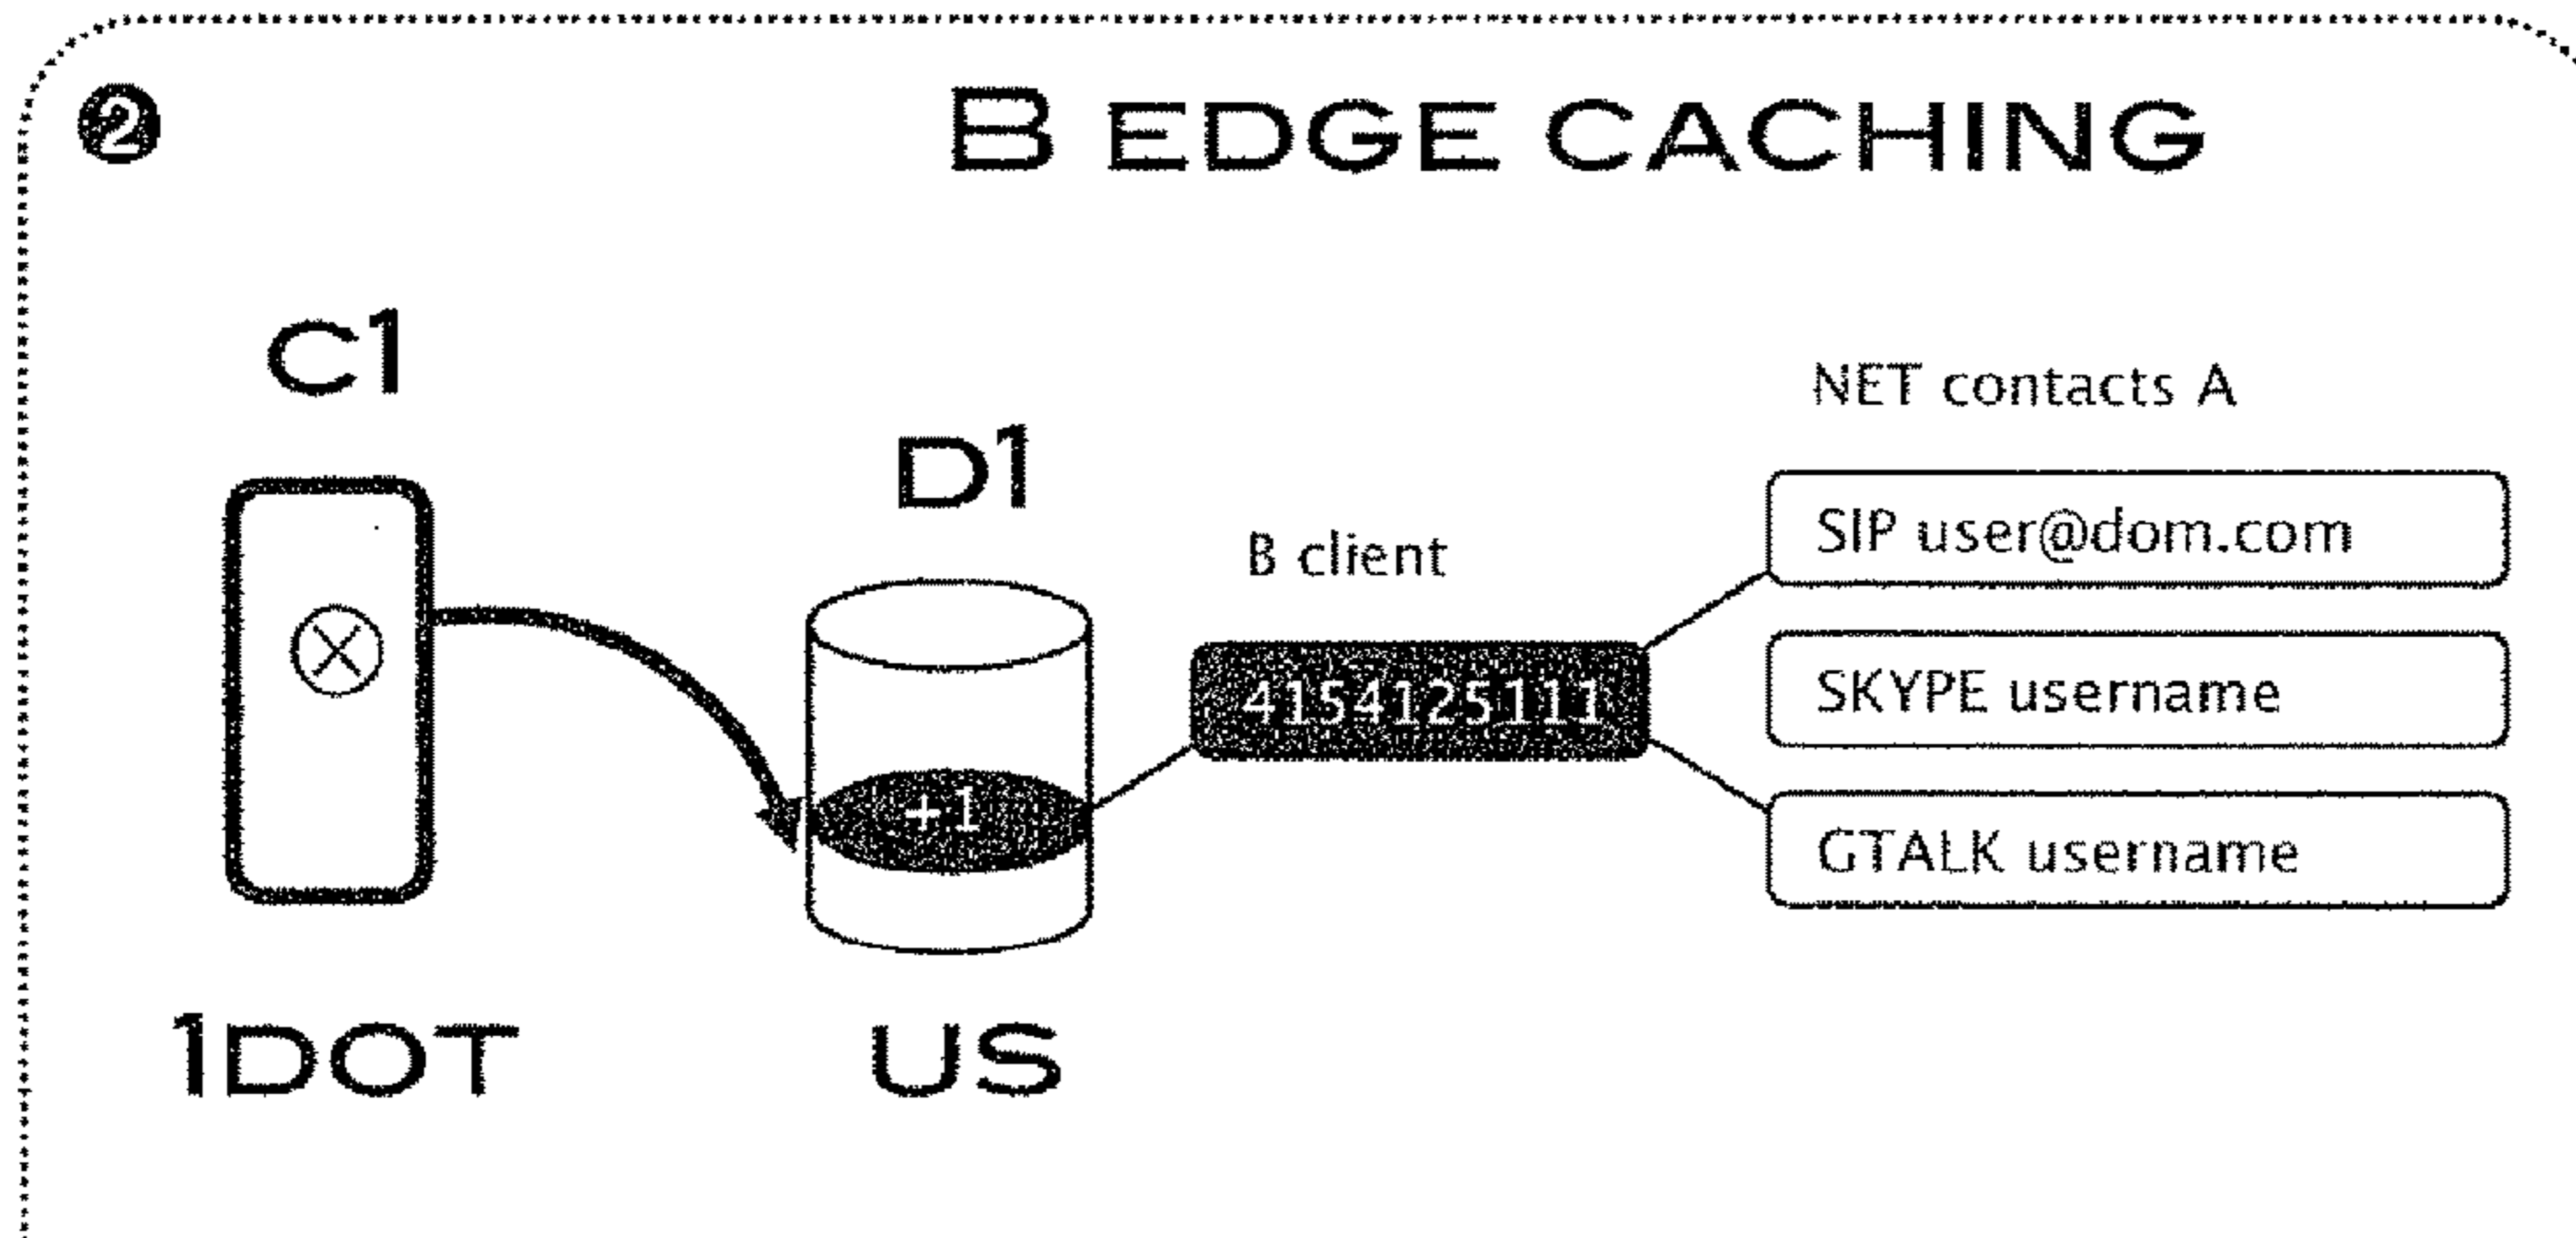 2
B EDGE CACHING
C1
D1
B client
NET contacts A
+1
4154125111
SIP user@dom.com
SKYPE username
GTALK username
1DOT
US